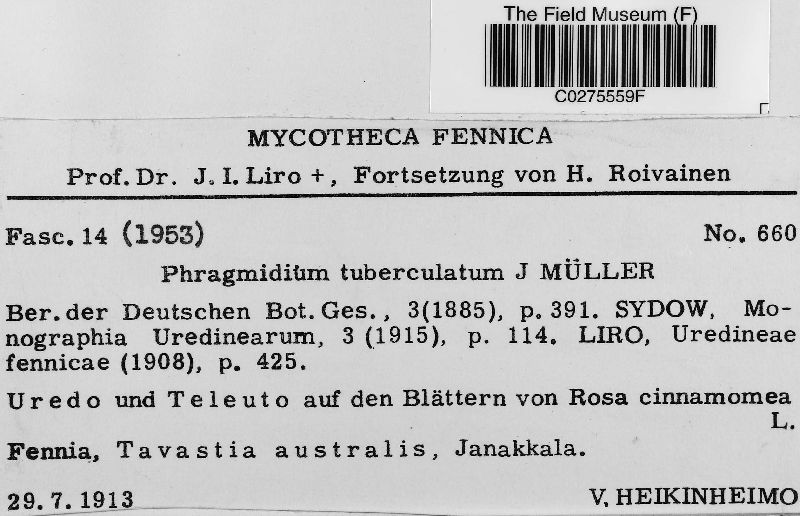 The Field Museum (F)
C0275559F
MYCOTHECA FENNICA
Prof. Dr. J. I. Liro +, Fortsetzung von H. Roivainen
Fasc. 14 (1953) No. 660
Phragmidium tuberculatum J MÜLLER
Ber. der Deutschen Bot. Ges., 3(1885), p. 391. SYDOW, Mo-
nographia Uredinearum, 3 (1915), p. 114. LIRO, Uredineae
fennicae (1908), p. 425.
Uredo und Teleuto auf den Blättern von Rosa cinnamomea
L.
Fennia, Tavastia australis, Janakkala.
29. 7. 1913 V. HEIKINHEIMO